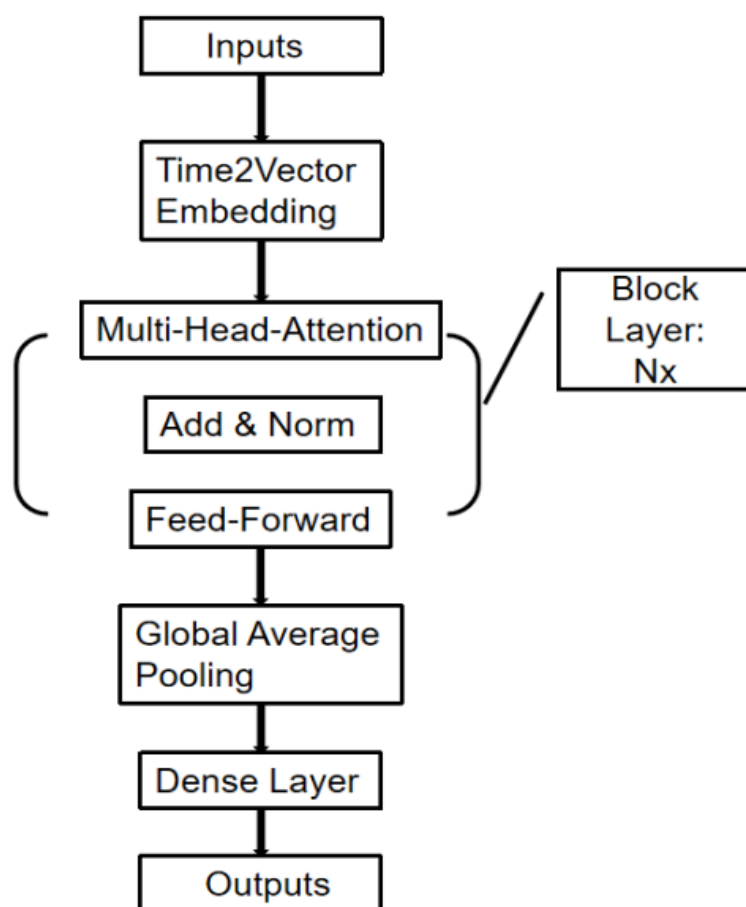 Inputs
Time2Vector
Embedding
Multi-Head-Attention
Block
Layer:
Nx
Add & Norm
Feed-Forward
Global Average
Pooling
Dense Layer
Outputs